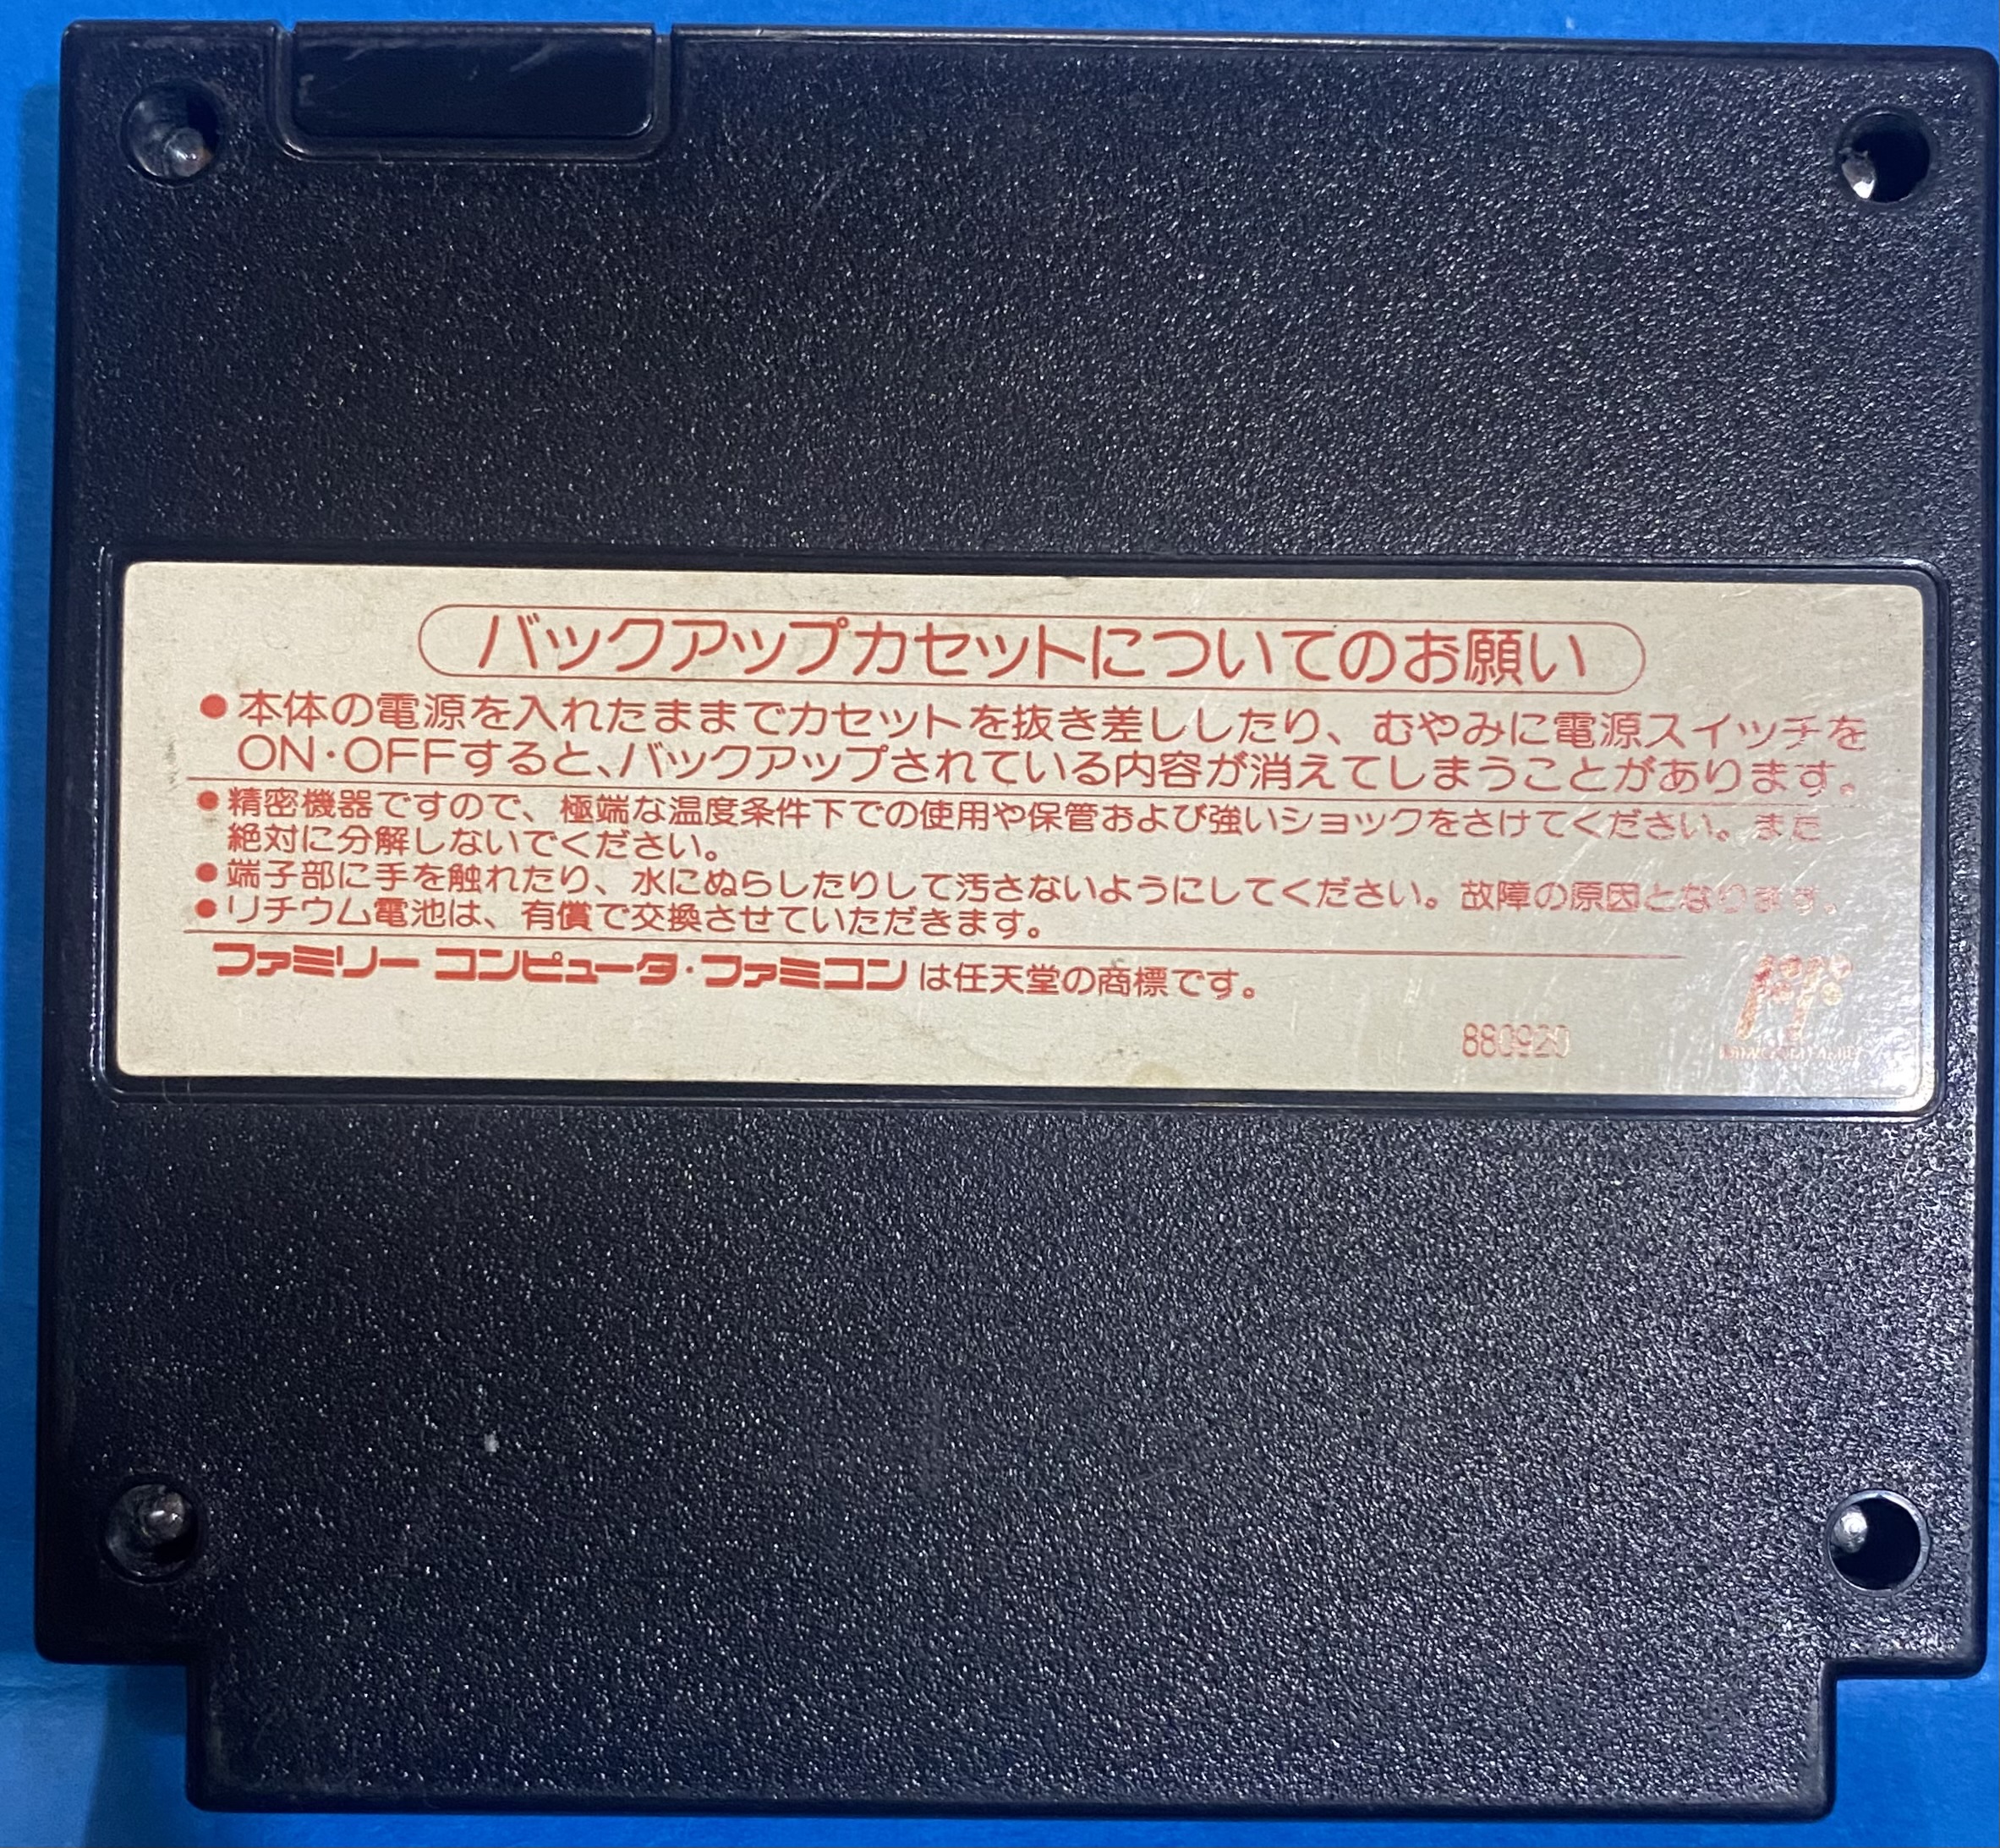 バックアップカセットについてのお願い
●本体の電源を入れたままでカセットを抜き差ししたり、むやみに電源スイッチを
ON・OFFすると、バックアップされている内容が消えてしまうことがあります。
●精密機器ですので、極端な温度条件下での使用や保管および強いショックをさけてください。また
絶対に分解しないでください。
●端子部に手を触れたり、水にぬらしたりして汚さないようにしてください。故障の原因となります。
●リチウム電池は、有償で交換させていただきます。
ファミリー コンピュータ・ファミコンは任天堂の商標です。
880920